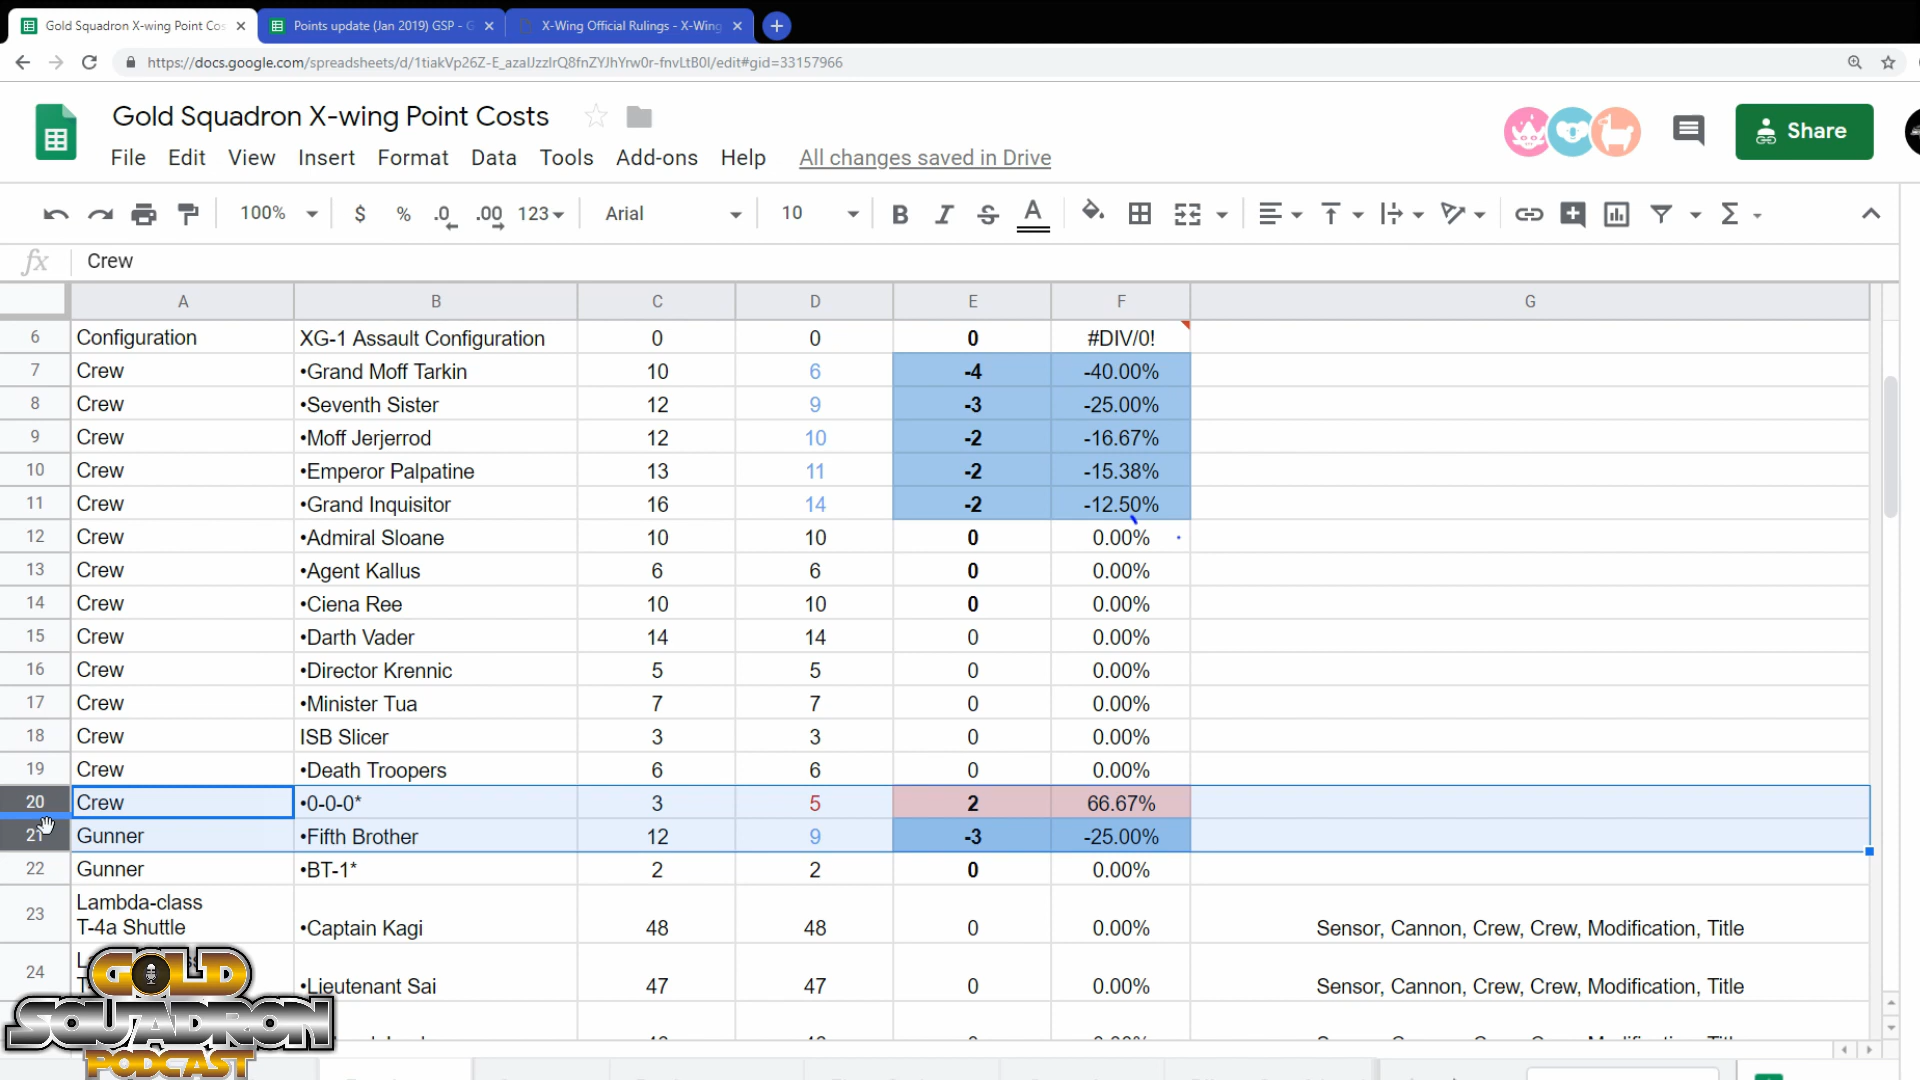 Gold Squadron X-wing Point Cos
Points update (Jan 2019) GSP - G
X-Wing Official Rulings - X-Wing
https://docs.google.com/spreadsheets/d/1tiakVp26Z-E_azalJzzIrQ8fnZYJhYrw0r-fnvLtB0I/edit#gid=33157966
Gold Squadron X-wing Point Costs
Share
File Edit View Insert Format Data Tools Add-ons Help All changes saved in Drive
100% $ % .0 .00 123 Arial 10 B I S A Σ
fx Crew
A B C D E F G
6 Configuration XG-1 Assault Configuration 0 0 0 #DIV/0!
7 Crew •Grand Moff Tarkin 10 6 -4 -40.00%
8 Crew •Seventh Sister 12 9 -3 -25.00%
9 Crew •Moff Jerjerrod 12 10 -2 -16.67%
10 Crew •Emperor Palpatine 13 11 -2 -15.38%
11 Crew •Grand Inquisitor 16 14 -2 -12.50%
12 Crew •Admiral Sloane 10 10 0 0.00%
13 Crew •Agent Kallus 6 6 0 0.00%
14 Crew •Ciena Ree 10 10 0 0.00%
15 Crew •Darth Vader 14 14 0 0.00%
16 Crew •Director Krennic 5 5 0 0.00%
17 Crew •Minister Tua 7 7 0 0.00%
18 Crew ISB Slicer 3 3 0 0.00%
19 Crew •Death Troopers 6 6 0 0.00%
20 Crew •0-0-0* 3 5 2 66.67%
21 Gunner •Fifth Brother 12 9 -3 -25.00%
22 Gunner •BT-1* 2 2 0 0.00%
23 Lambda-class
T-4a Shuttle •Captain Kagi 48 48 0 0.00% Sensor, Cannon, Crew, Crew, Modification, Title
24 •Lieutenant Sai 47 47 0 0.00% Sensor, Cannon, Crew, Crew, Modification, Title
GOLD
SQUADRON
PODCAST